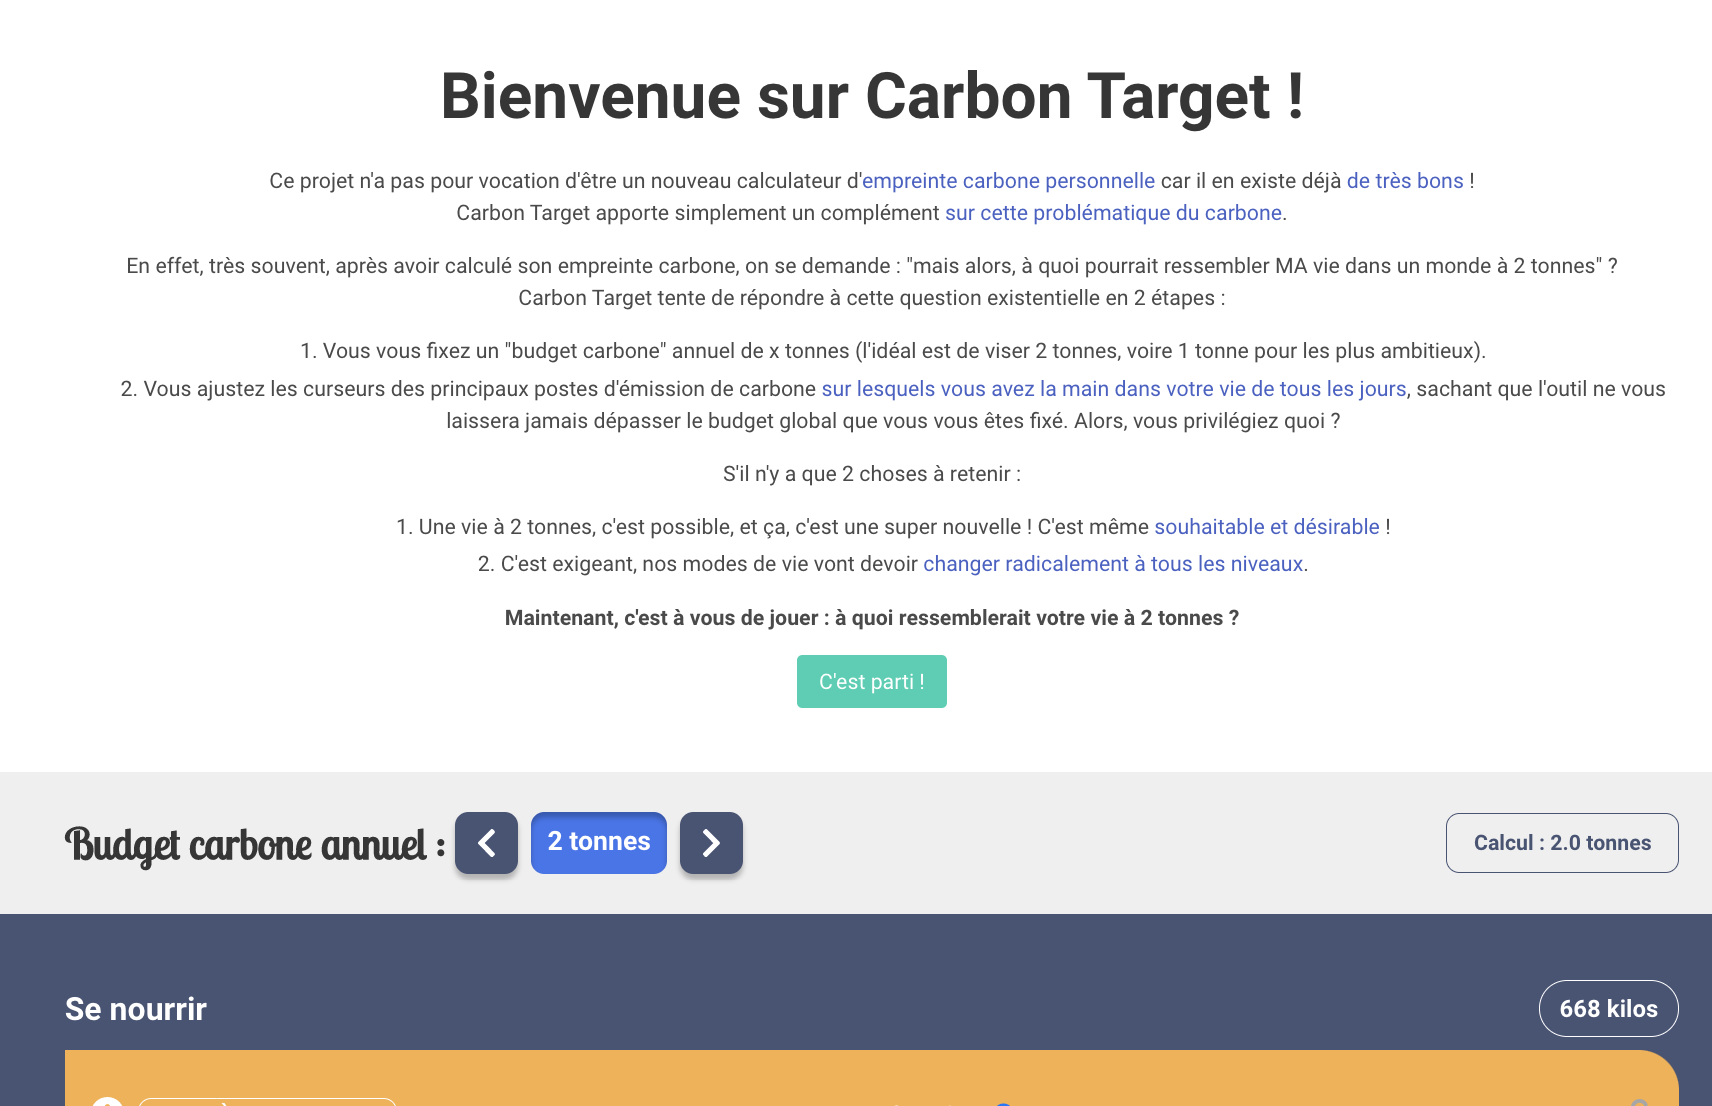 Bienvenue sur Carbon Target !
Ce projet n'a pas pour vocation d'être un nouveau calculateur d'empreinte carbone personnelle car il en existe déjà de très bons !
Carbon Target apporte simplement un complément sur cette problématique du carbone.
En effet, très souvent, après avoir calculé son empreinte carbone, on se demande : "mais alors, à quoi pourrait ressembler MA vie dans un monde à 2 tonnes" ?
Carbon Target tente de répondre à cette question existentielle en 2 étapes :
1. Vous vous fixez un "budget carbone" annuel de x tonnes (l'idéal est de viser 2 tonnes, voire 1 tonne pour les plus ambitieux).
2. Vous ajustez les curseurs des principaux postes d'émission de carbone sur lesquels vous avez la main dans votre vie de tous les jours, sachant que l'outil ne vous
laissera jamais dépasser le budget global que vous vous êtes fixé. Alors, vous privilégiez quoi ?
S'il n'y a que 2 choses à retenir :
1. Une vie à 2 tonnes, c'est possible, et ça, c'est une super nouvelle ! C'est même souhaitable et désirable !
2. C'est exigeant, nos modes de vie vont devoir changer radicalement à tous les niveaux.
Maintenant, c'est à vous de jouer : à quoi ressemblerait votre vie à 2 tonnes ?
C'est parti !
Budget carbone annuel : 2 tonnes
Calcul : 2.0 tonnes
Se nourrir
668 kilos